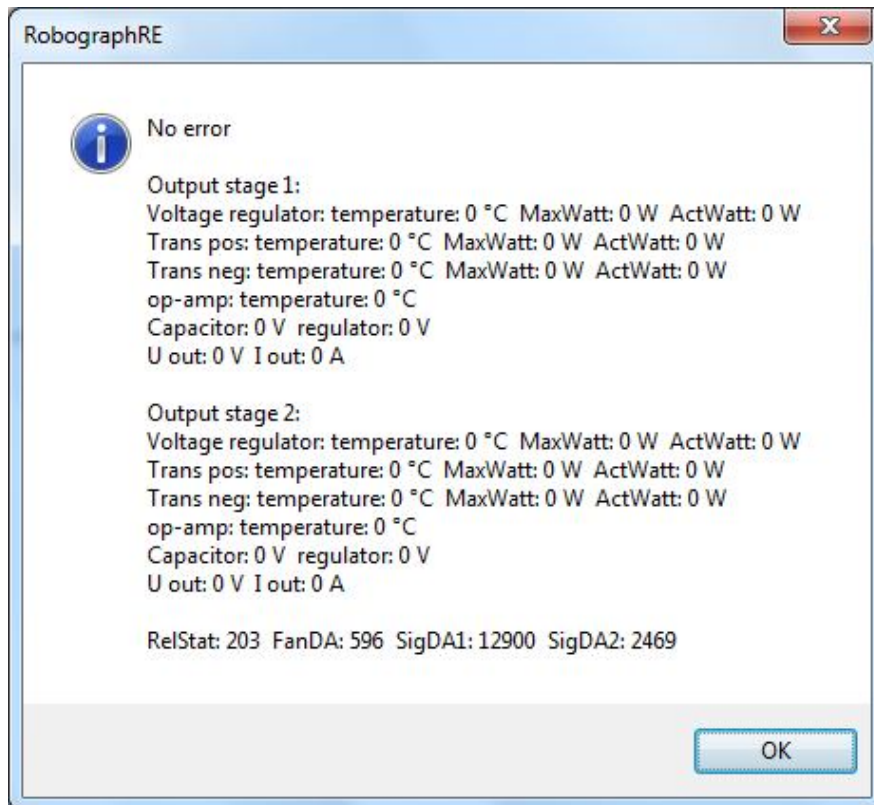 RobographRE
No error
Output stage 1:
Voltage regulator: temperature: 0 °C  MaxWatt: 0 W  ActWatt: 0 W
Trans pos: temperature: 0 °C  MaxWatt: 0 W  ActWatt: 0 W
Trans neg: temperature: 0 °C  MaxWatt: 0 W  ActWatt: 0 W
op-amp: temperature: 0 °C
Capacitor: 0 V  regulator: 0 V
U out: 0 V  I out: 0 A
Output stage 2:
Voltage regulator: temperature: 0 °C  MaxWatt: 0 W  ActWatt: 0 W
Trans pos: temperature: 0 °C  MaxWatt: 0 W  ActWatt: 0 W
Trans neg: temperature: 0 °C  MaxWatt: 0 W  ActWatt: 0 W
op-amp: temperature: 0 °C
Capacitor: 0 V  regulator: 0 V
U out: 0 V  I out: 0 A
RelStat: 203  FanDA: 596  SigDA1: 12900  SigDA2: 2469
OK